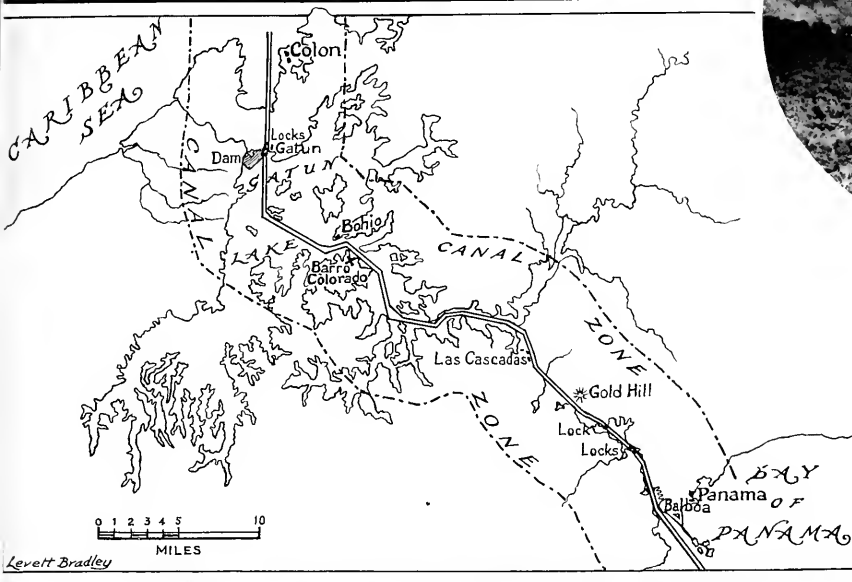 CARIBBEAN
SEA
Colon
Locks
Gatun
Dam
GATUN
LAKE
CANAL
ZONE
Bohio
Barro
Colorado
CANAL
ZONE
Las Cascadas
Gold Hill
Lock
Locks
Panama
Balboa
BAY
OF
PANAMA
0 1 2 3 4 5 10
MILES
Levett Bradley